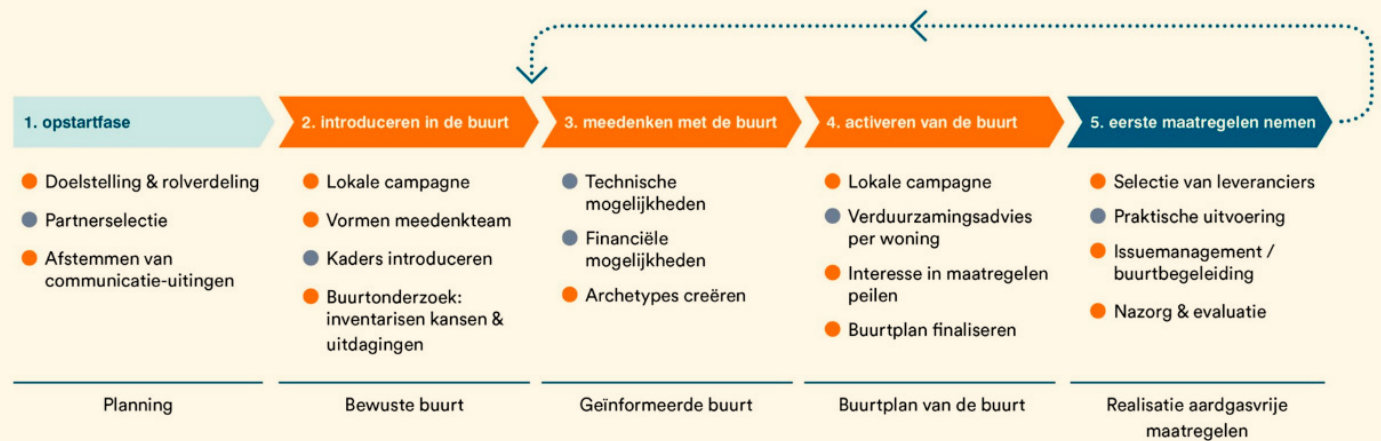 1. opstartfase
Doelstelling & rolverdeling
Partnerselectie
Afstemmen van
communicatie-uitingen
Planning
2. introduceren in de buurt
Lokale campagne
Vormen meedenkteam
Kaders introduceren
Buurtonderzoek:
inventarisen kansen &
uitdagingen
Bewuste buurt
3. meedenken met de buurt
Technische
mogelijkheden
Financiële
mogelijkheden
Archetypes creëren
Geïnformeerde buurt
4. activeren van de buurt
Lokale campagne
Verduurzamingsadvies
per woning
Interesse in maatregelen
peilen
Buurtplan finaliseren
Buurtplan van de buurt
5. eerste maatregelen nemen
Selectie van leveranciers
Praktische uitvoering
Issuemanagement /
buurtbegeleiding
Nazorg & evaluatie
Realisatie aardgasvrije
maatregelen